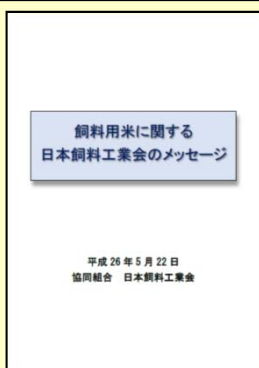 飼料用米に関する
日本飼料工業会のメッセージ
平成 26 年 5 月 22 日
協同組合 日本飼料工業会